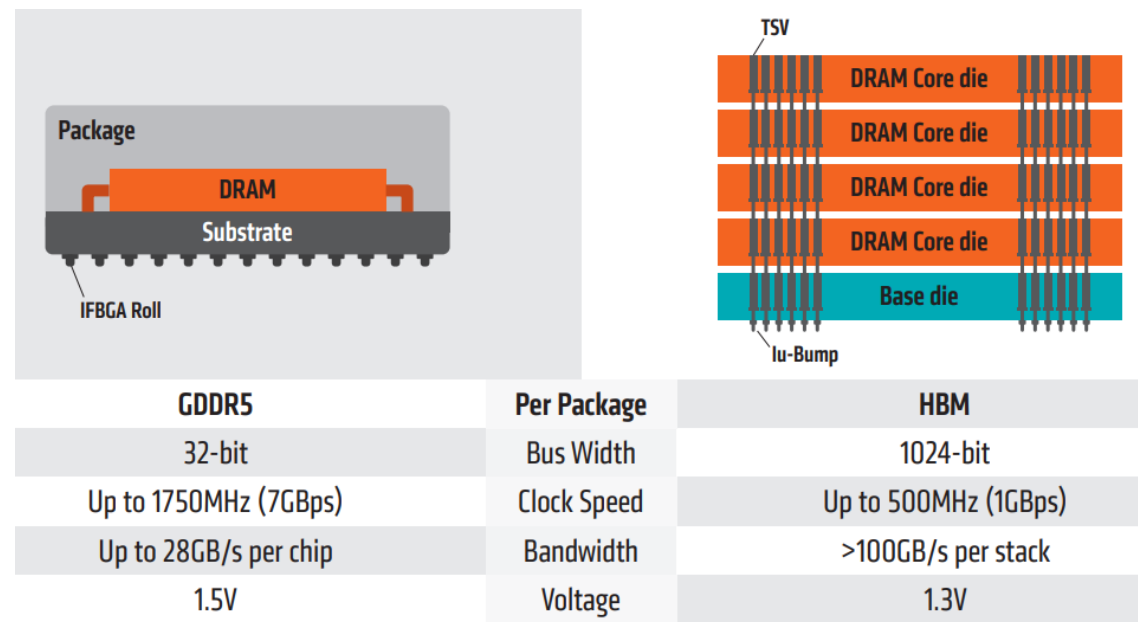 Package
DRAM
Substrate
IFBGA Roll
TSV
DRAM Core die
DRAM Core die
DRAM Core die
DRAM Core die
Base die
Iu-Bump
GDDR5 Per Package HBM
32-bit Bus Width 1024-bit
Up to 1750MHz (7GBps) Clock Speed Up to 500MHz (1GBps)
Up to 28GB/s per chip Bandwidth >100GB/s per stack
1.5V Voltage 1.3V